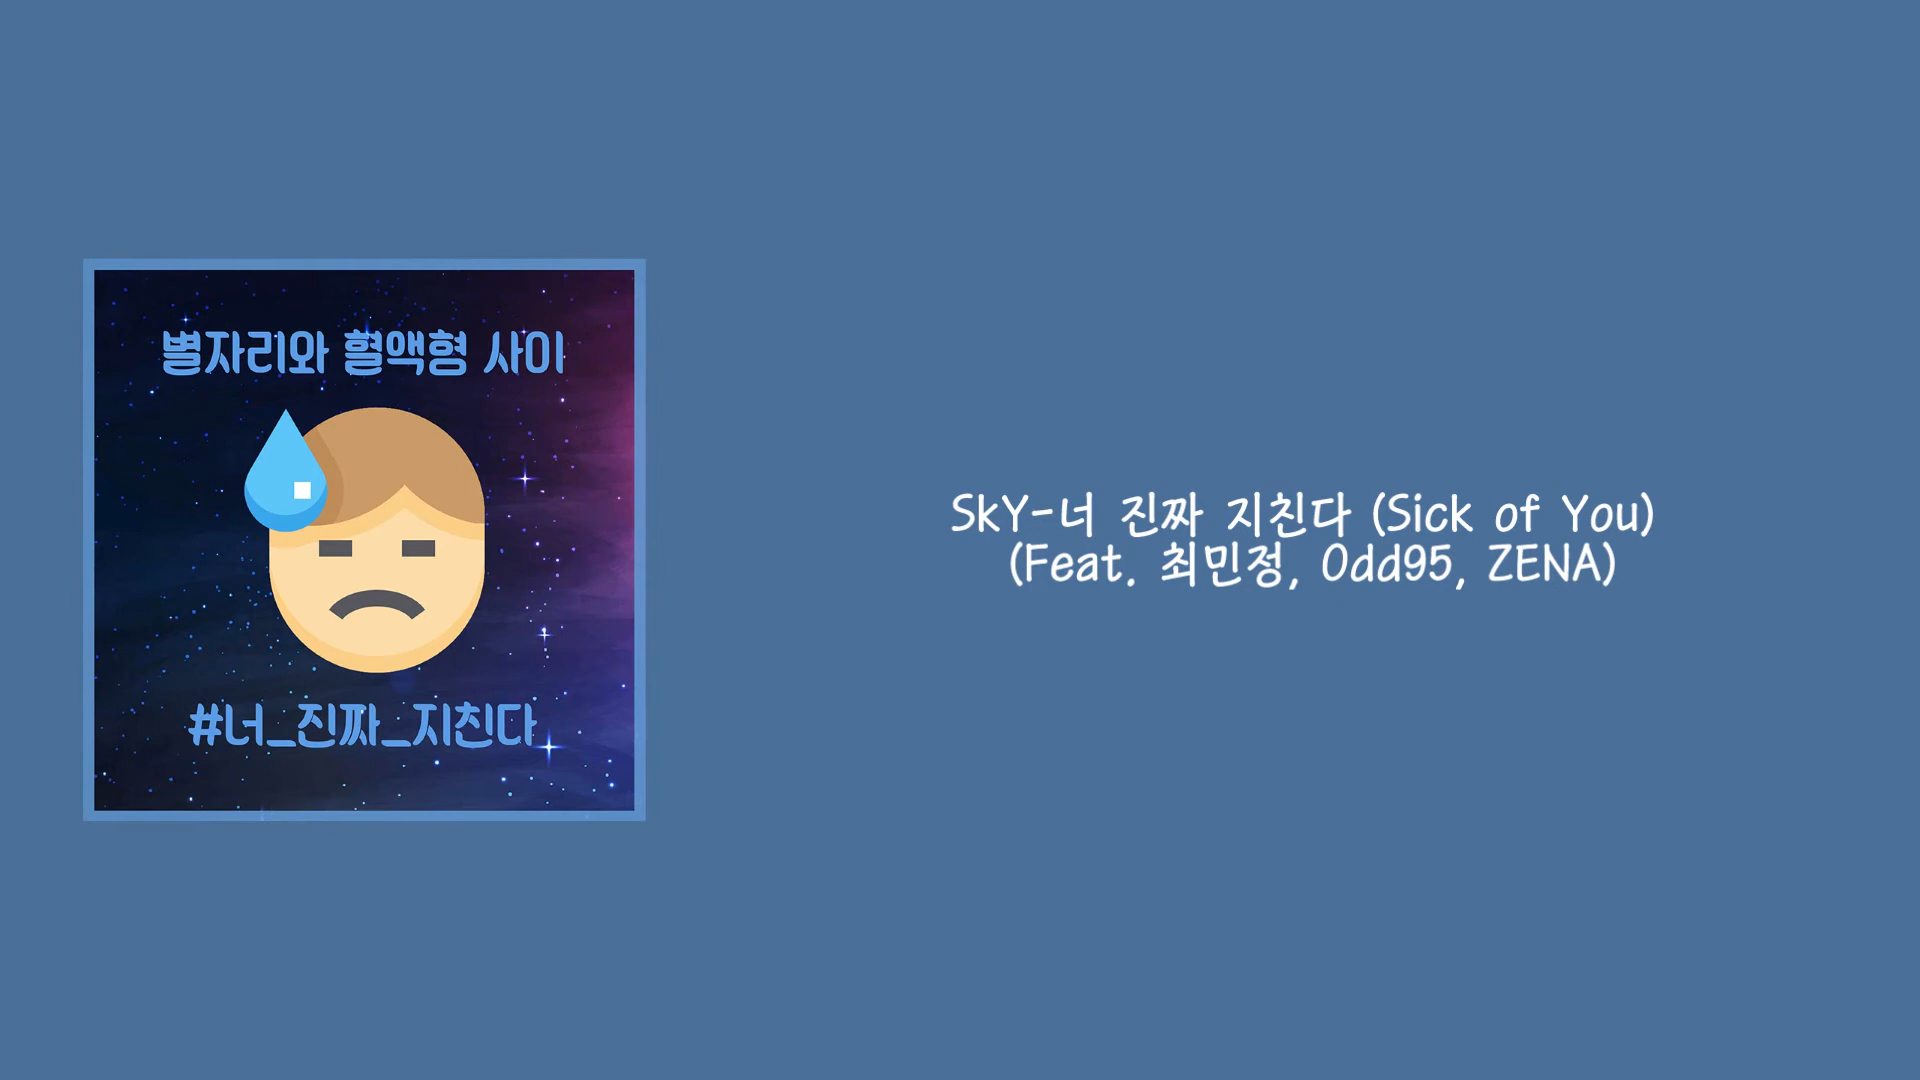 별자리와 혈액형 사이
#너_진짜_지친다
SkY-너 진짜 지친다 (Sick of You)
(Feat. 최민정, Odd95, ZENA)